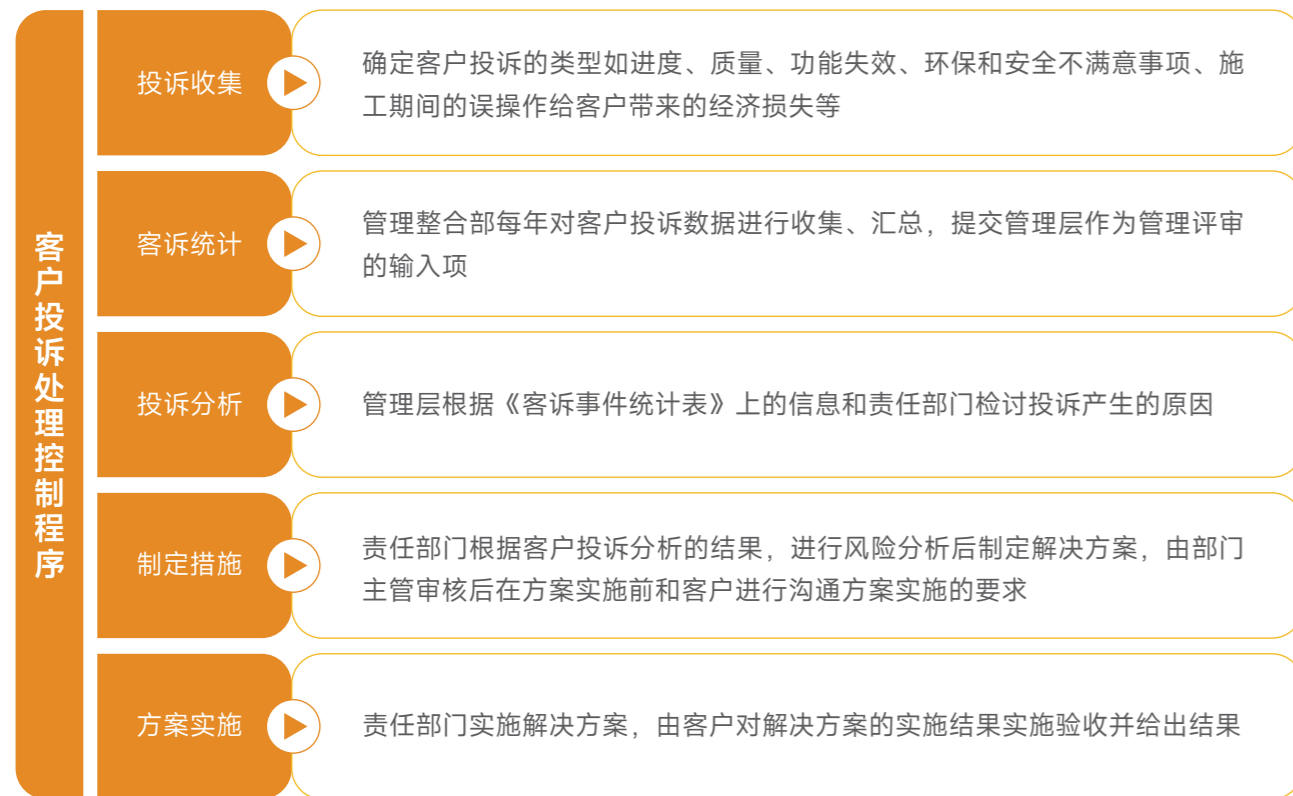 客户投诉处理控制程序
投诉收集
确定客户投诉的类型如进度、质量、功能失效、环保和安全不满意事项、施
工期间的误操作给客户带来的经济损失等
客诉统计
管理整合部每年对客户投诉数据进行收集、汇总，提交管理层作为管理评审
的输入项
投诉分析
管理层根据《客诉事件统计表》上的信息和责任部门检讨投诉产生的原因
制定措施
责任部门根据客户投诉分析的结果，进行风险分析后制定解决方案，由部门
主管审核后在方案实施前和客户进行沟通方案实施的要求
方案实施
责任部门实施解决方案，由客户对解决方案的实施结果实施验收并给出结果